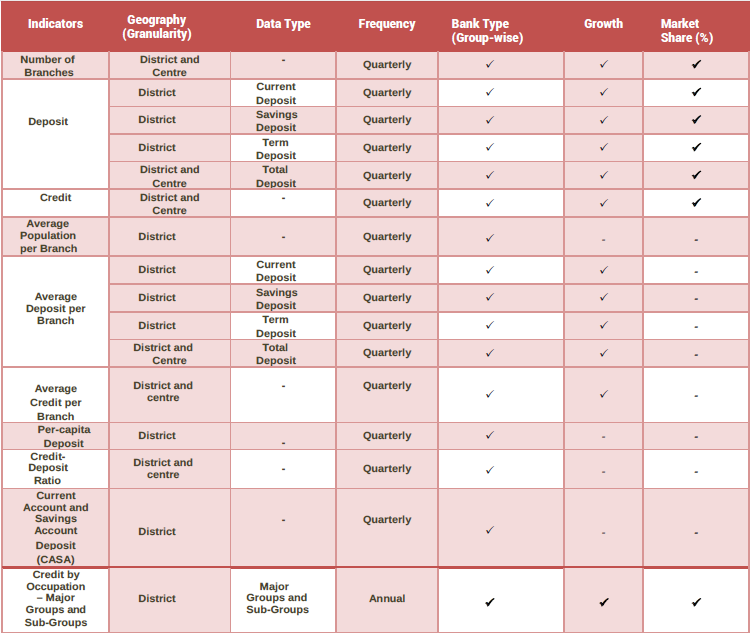 Indicators Geography (Granularity) Data Type Frequency Bank Type (Group-wise) Growth Market Share (%)
Number of Branches District and Centre - Quarterly ✓ ✓ ✔
Deposit District Current Deposit Quarterly ✓ ✓ ✔
District Savings Deposit Quarterly ✓ ✓ ✔
District Term Deposit Quarterly ✓ ✓ ✔
District and Centre Total Deposit Quarterly ✓ ✓ ✔
Credit District and Centre - Quarterly ✓ ✓ ✔
Average Population per Branch District - Quarterly ✓ - -
Average Deposit per Branch District Current Deposit Quarterly ✓ ✓ -
District Savings Deposit Quarterly ✓ ✓ -
District Term Deposit Quarterly ✓ ✓ -
District and Centre Total Deposit Quarterly ✓ ✓ -
Average Credit per Branch District and centre - Quarterly ✓ ✓ -
Per-capita Deposit District - Quarterly ✓ - -
Credit-Deposit Ratio District and centre - Quarterly ✓ - -
Current Account and Savings Account Deposit (CASA) District - Quarterly ✓ - -
Credit by Occupation – Major Groups and Sub-Groups District Major Groups and Sub-Groups Annual ✔ ✔ ✔